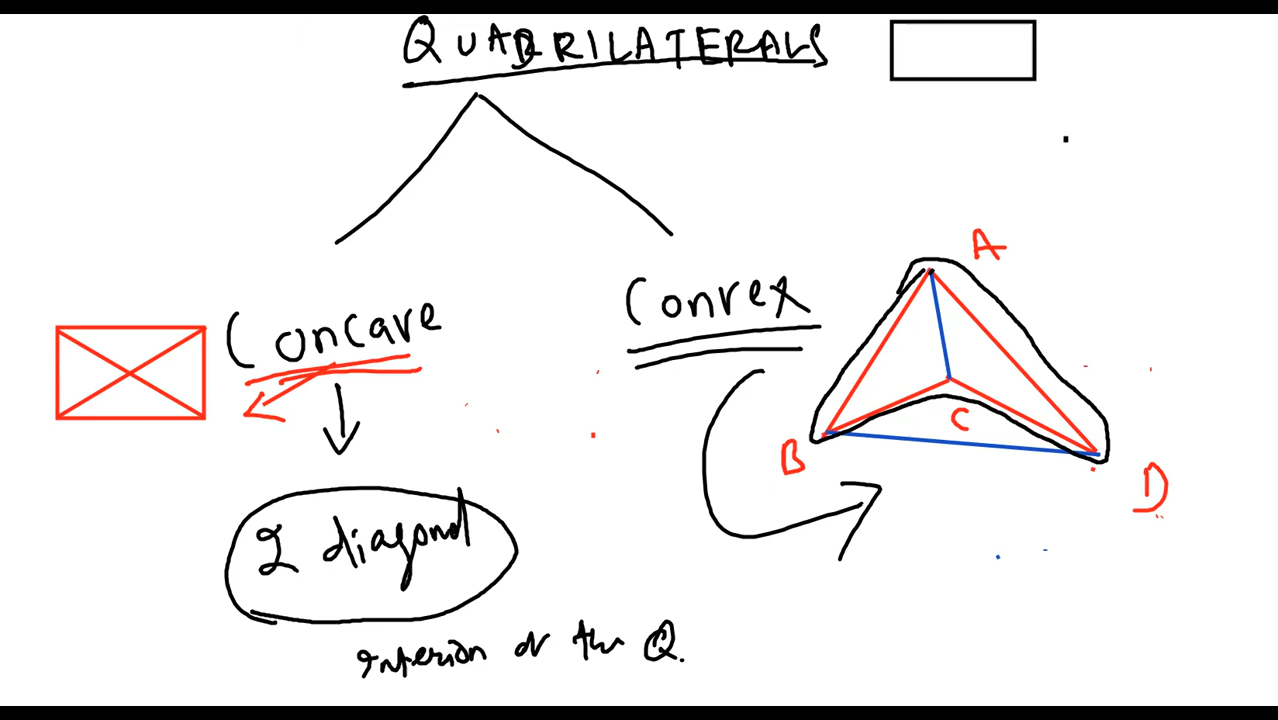 QUADRILATERALS
Concave
Convex
A
B
C
D
2 diagonal
interior of the Q.